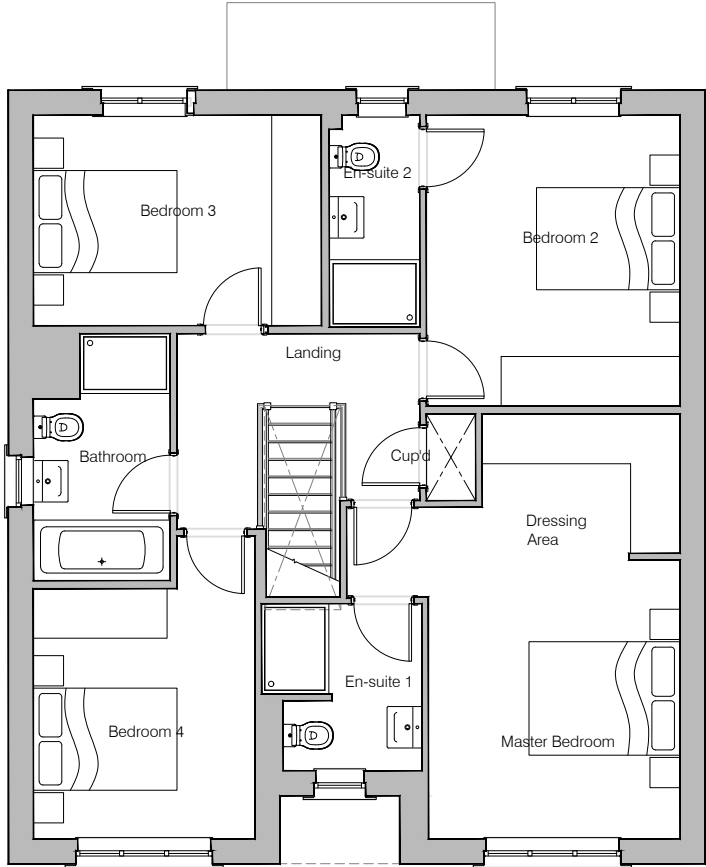 En-suite 2
Bedroom 3
Bedroom 2
Landing
Bathroom
Cup'd
Dressing
Area
En-suite 1
Bedroom 4
Master Bedroom